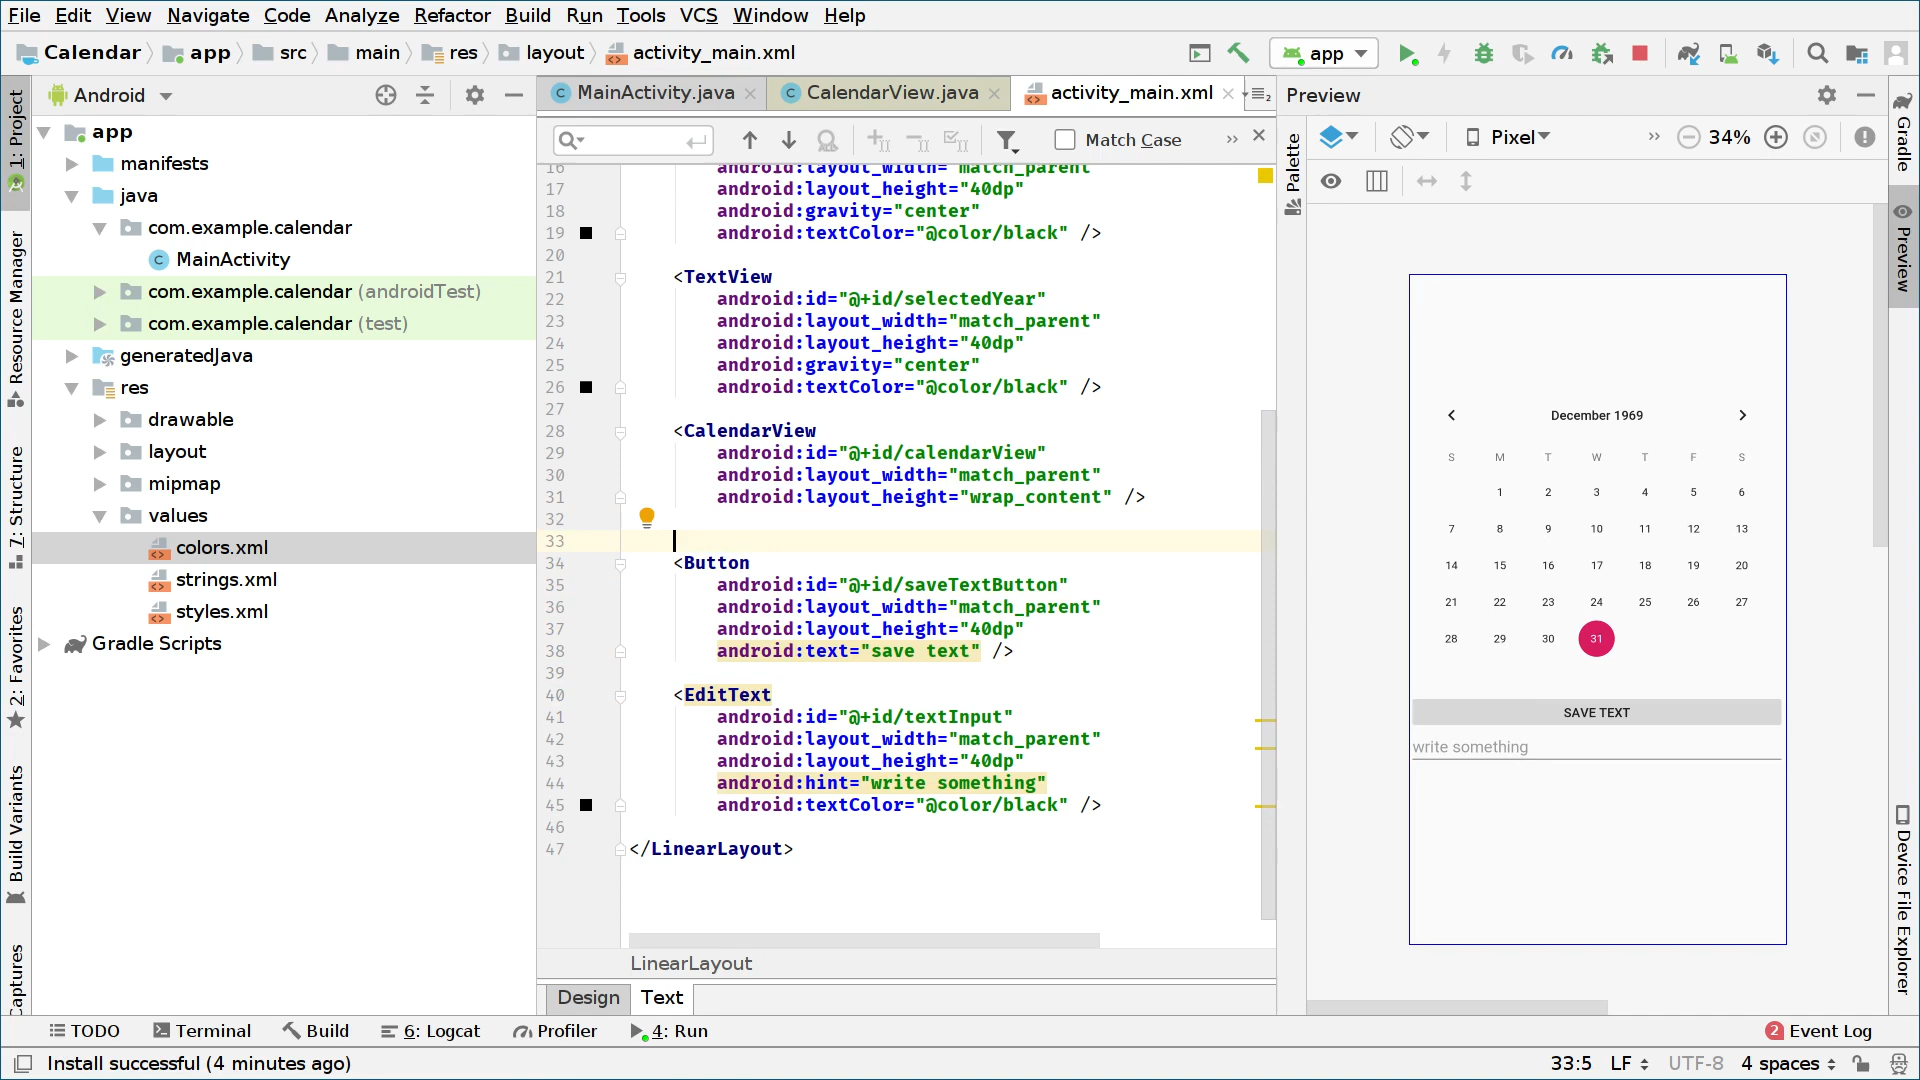 File Edit View Navigate Code Analyze Refactor Build Run Tools VCS Window Help
Calendar app src main res layout activity_main.xml app
Android
MainActivity.java CalendarView.java activity_main.xml
Preview
Match Case
Pixel 34%
1: Project
Resource Manager
7: Structure
2: Favorites
Build Variants
Captures
app
manifests
java
com.example.calendar
MainActivity
com.example.calendar (androidTest)
com.example.calendar (test)
generatedJava
res
drawable
layout
mipmap
values
colors.xml
strings.xml
styles.xml
Gradle Scripts
16 android:layout_width="match_parent
17 android:layout_height="40dp"
18 android:gravity="center"
19 android:textColor="@color/black" />
20
21 <TextView
22 android:id="@+id/selectedYear"
23 android:layout_width="match_parent"
24 android:layout_height="40dp"
25 android:gravity="center"
26 android:textColor="@color/black" />
27
28 <CalendarView
29 android:id="@+id/calendarView"
30 android:layout_width="match_parent"
31 android:layout_height="wrap_content" />
32
33
34 <Button
35 android:id="@+id/saveTextButton"
36 android:layout_width="match_parent"
37 android:layout_height="40dp"
38 android:text="save text" />
39
40 <EditText
41 android:id="@+id/textInput"
42 android:layout_width="match_parent"
43 android:layout_height="40dp"
44 android:hint="write something"
45 android:textColor="@color/black" />
46
47 </LinearLayout>
LinearLayout
Design Text
Palette
December 1969
S M T W T F S
1 2 3 4 5 6
7 8 9 10 11 12 13
14 15 16 17 18 19 20
21 22 23 24 25 26 27
28 29 30 31
SAVE TEXT
write something
Gradle
Preview
Device File Explorer
TODO Terminal Build 6: Logcat Profiler 4: Run 2 Event Log
Install successful (4 minutes ago) 33:5 LF UTF-8 4 spaces